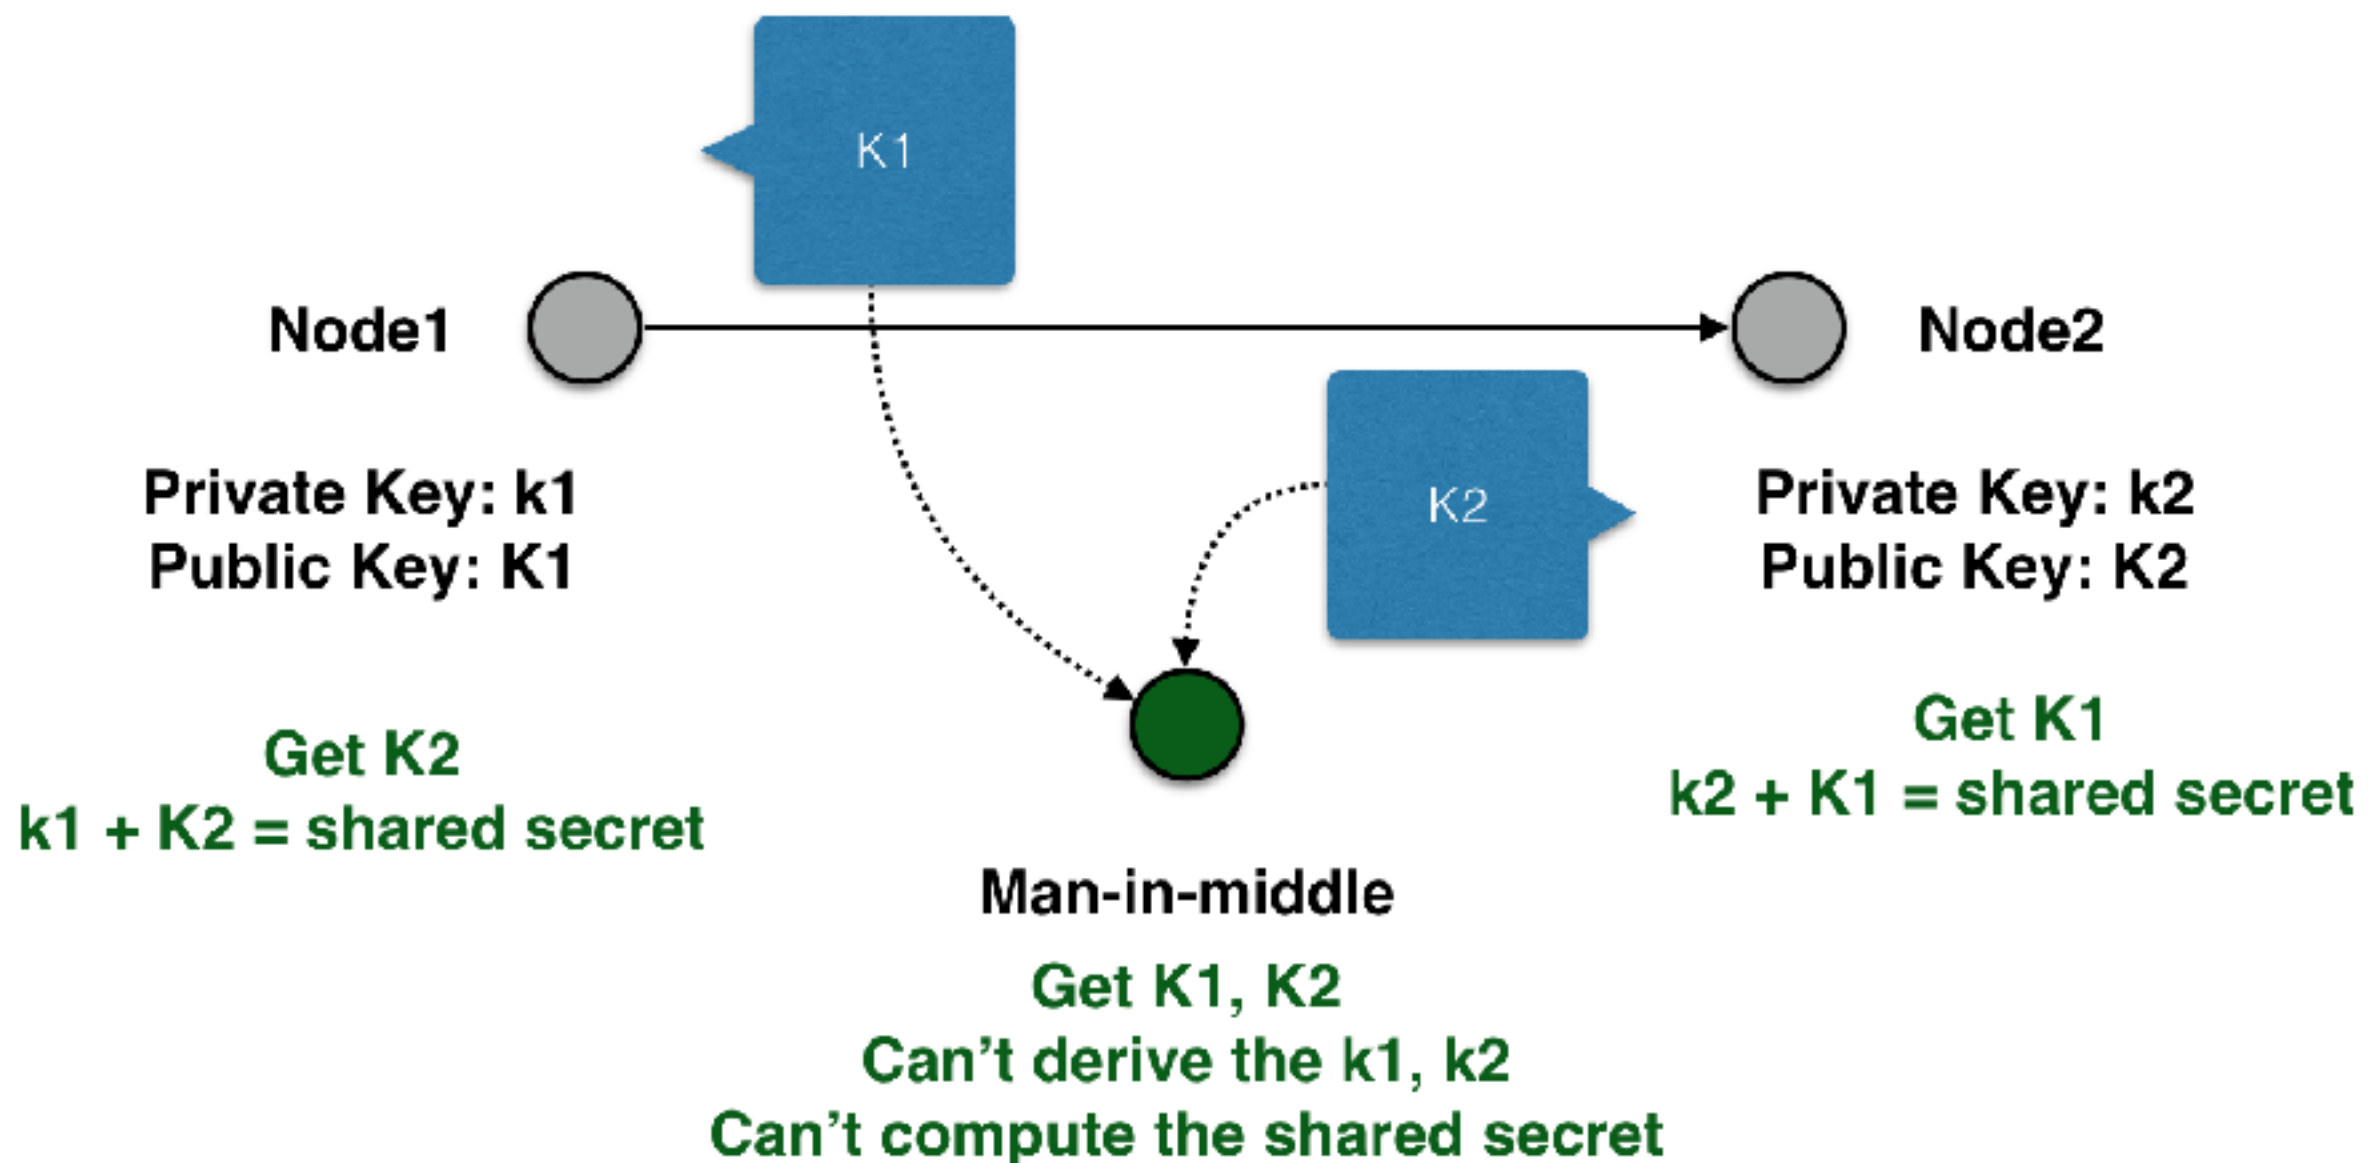 K1
Node1
Node2
K2
Private Key: k1
Public Key: K1
Private Key: k2
Public Key: K2
Get K2
k1 + K2 = shared secret
Get K1
k2 + K1 = shared secret
Man-in-middle
Get K1, K2
Can't derive the k1, k2
Can't compute the shared secret